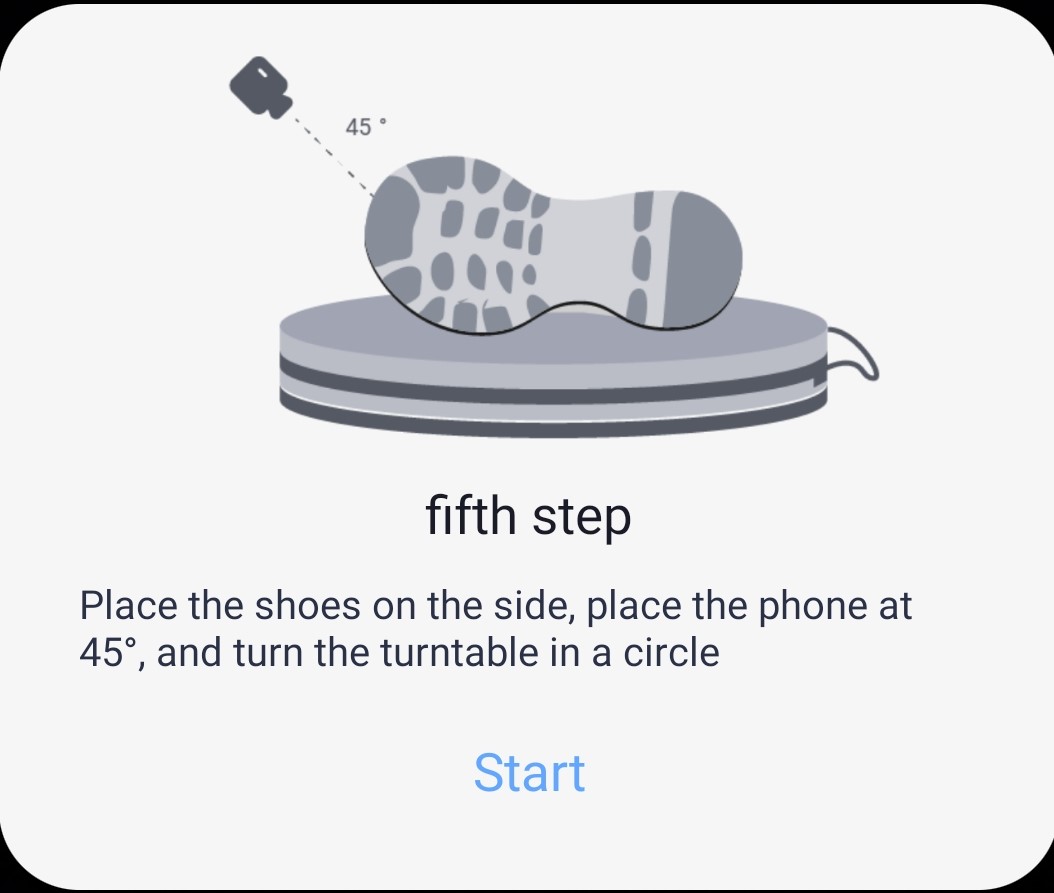 45 °
fifth step
Place the shoes on the side, place the phone at
45°, and turn the turntable in a circle
Start